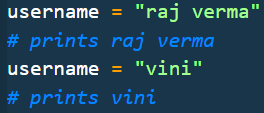 username = "raj verma"
# prints raj verma
username = "vini"
# prints vini